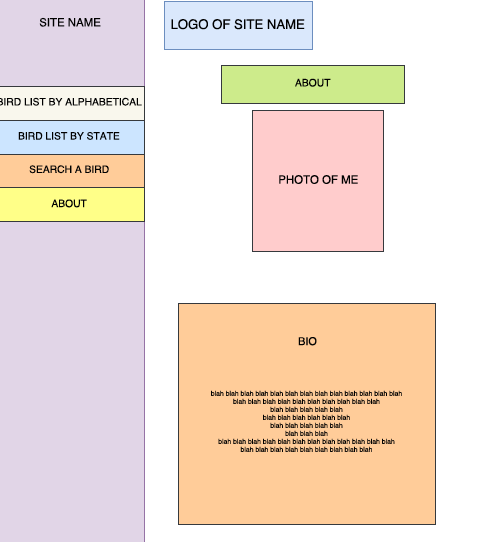 SITE NAME
LOGO OF SITE NAME
BIRD LIST BY ALPHABETICAL
BIRD LIST BY STATE
SEARCH A BIRD
ABOUT
ABOUT
PHOTO OF ME
BIO
blah blah blah blah blah blah blah blah blah blah blah blah blah
blah blah blah blah blah blah blah blah blah blah
blah blah blah blah blah
blah blah blah blah blah blah
blah blah blah blah blah
blah blah blah
blah blah blah blah blah blah blah blah blah blah blah blah
blah blah blah blah blah blah blah blah blah